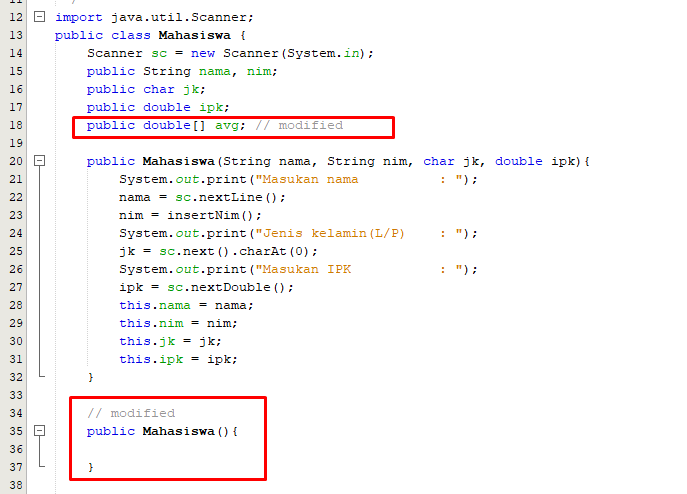 11
12 import java.util.Scanner;
13 public class Mahasiswa {
14 Scanner sc = new Scanner(System.in);
15 public String nama, nim;
16 public char jk;
17 public double ipk;
18 public double[] avg; // modified
19
20 public Mahasiswa(String nama, String nim, char jk, double ipk){
21 System.out.print("Masukan nama           : ");
22 nama = sc.nextLine();
23 nim = insertNim();
24 System.out.print("Jenis kelamin(L/P)     : ");
25 jk = sc.next().charAt(0);
26 System.out.print("Masukan IPK            : ");
27 ipk = sc.nextDouble();
28 this.nama = nama;
29 this.nim = nim;
30 this.jk = jk;
31 this.ipk = ipk;
32 }
33
34 // modified
35 public Mahasiswa(){
36
37 }
38